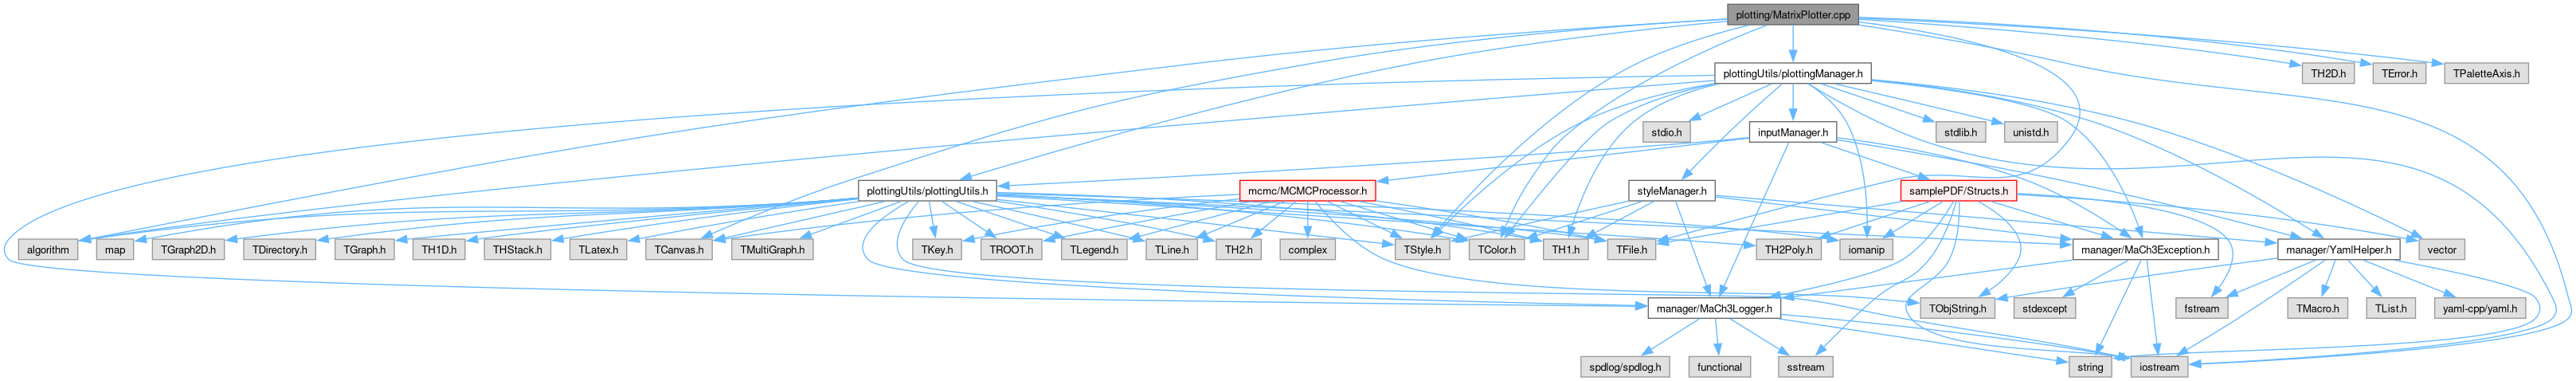 plotting/MatrixPlotter.cpp
plottingUtils/plottingManager.h
TH2D.h
TError.h
TPaletteAxis.h
stdio.h
inputManager.h
stdlib.h
unistd.h
plottingUtils/plottingUtils.h
mcmc/MCMCProcessor.h
styleManager.h
samplePDF/Structs.h
algorithm
map
TGraph2D.h
TDirectory.h
TGraph.h
TH1D.h
THStack.h
TLatex.h
TCanvas.h
TMultiGraph.h
TKey.h
TROOT.h
TLegend.h
TLine.h
TH2.h
complex
TStyle.h
TColor.h
TH1.h
TFile.h
TH2Poly.h
iomanip
manager/MaCh3Exception.h
manager/YamlHelper.h
vector
manager/MaCh3Logger.h
TObjString.h
stdexcept
fstream
TMacro.h
TList.h
yaml-cpp/yaml.h
spdlog/spdlog.h
functional
sstream
string
iostream